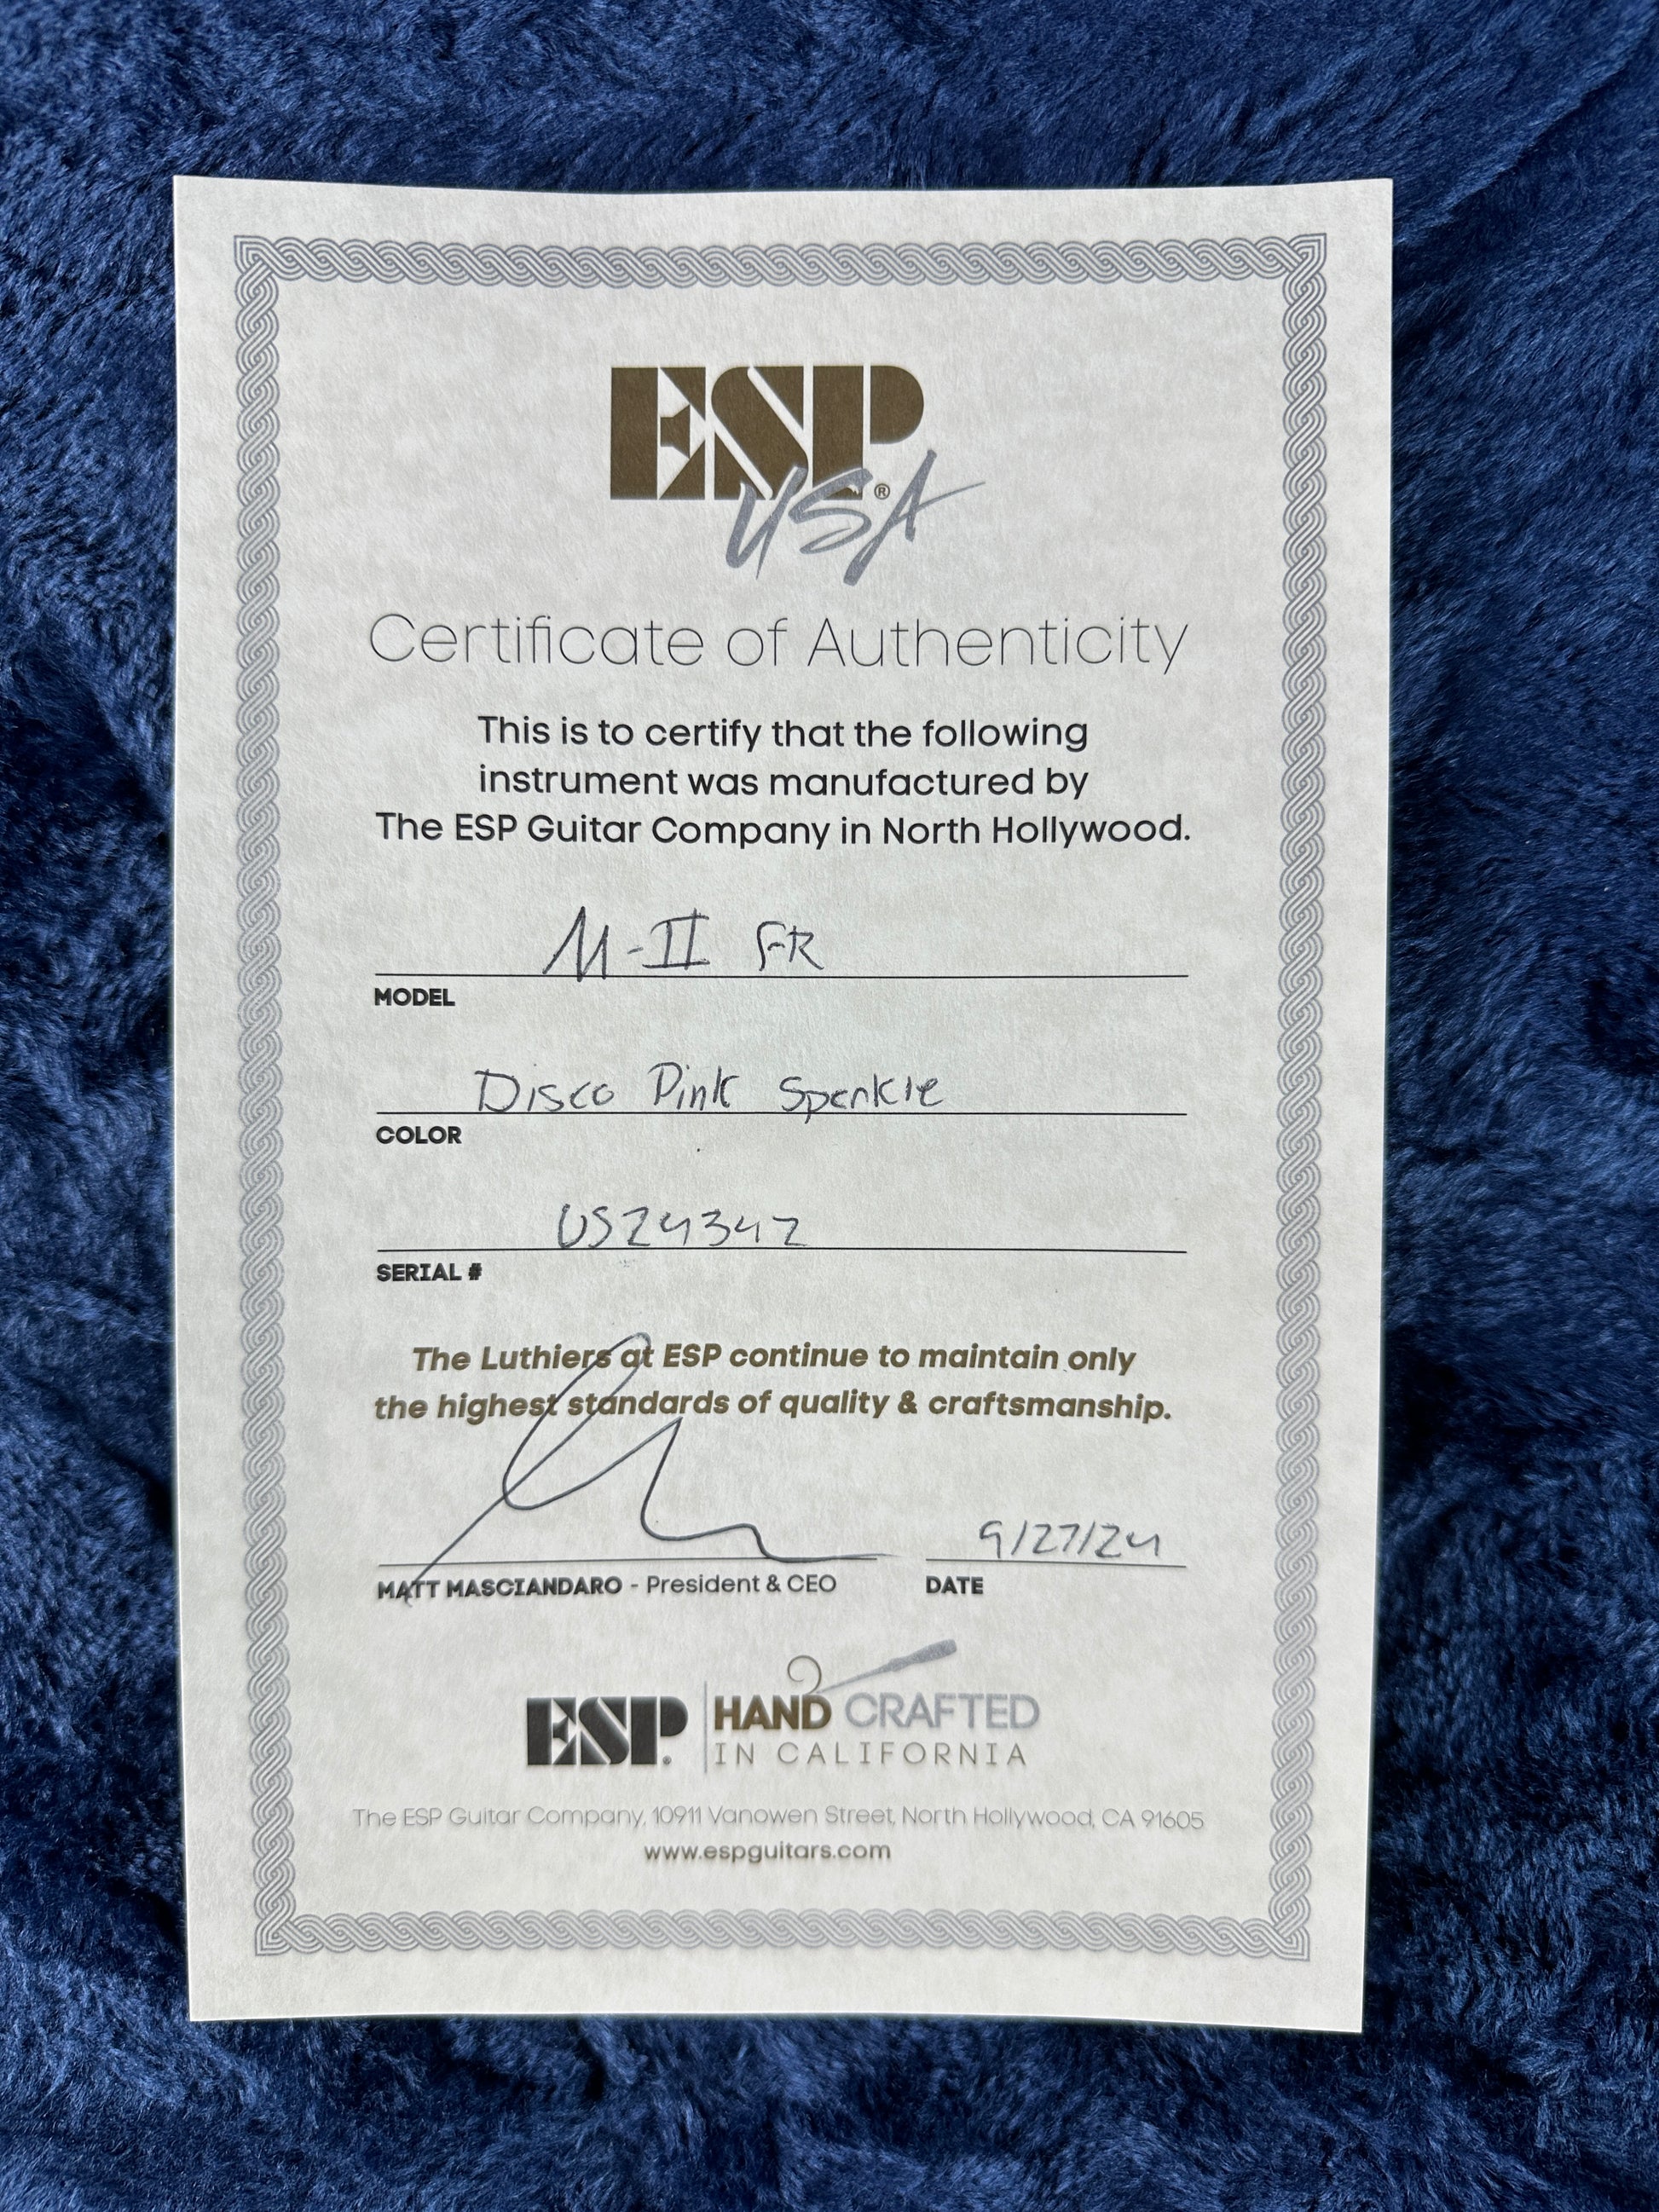 ESP®
USA
Certificate of Authenticity
This is to certify that the following
instrument was manufactured by
The ESP Guitar Company in North Hollywood.
M-II FR
MODEL
Disco Pink Sparkle
COLOR
US24342
SERIAL #
The Luthiers at ESP continue to maintain only
the highest standards of quality & craftsmanship.
9/27/24
MATT MASCIANDARO - President & CEO DATE
ESP® HAND CRAFTED
IN CALIFORNIA
The ESP Guitar Company, 10911 Vanowen Street, North Hollywood, CA 91605
www.espguitars.com